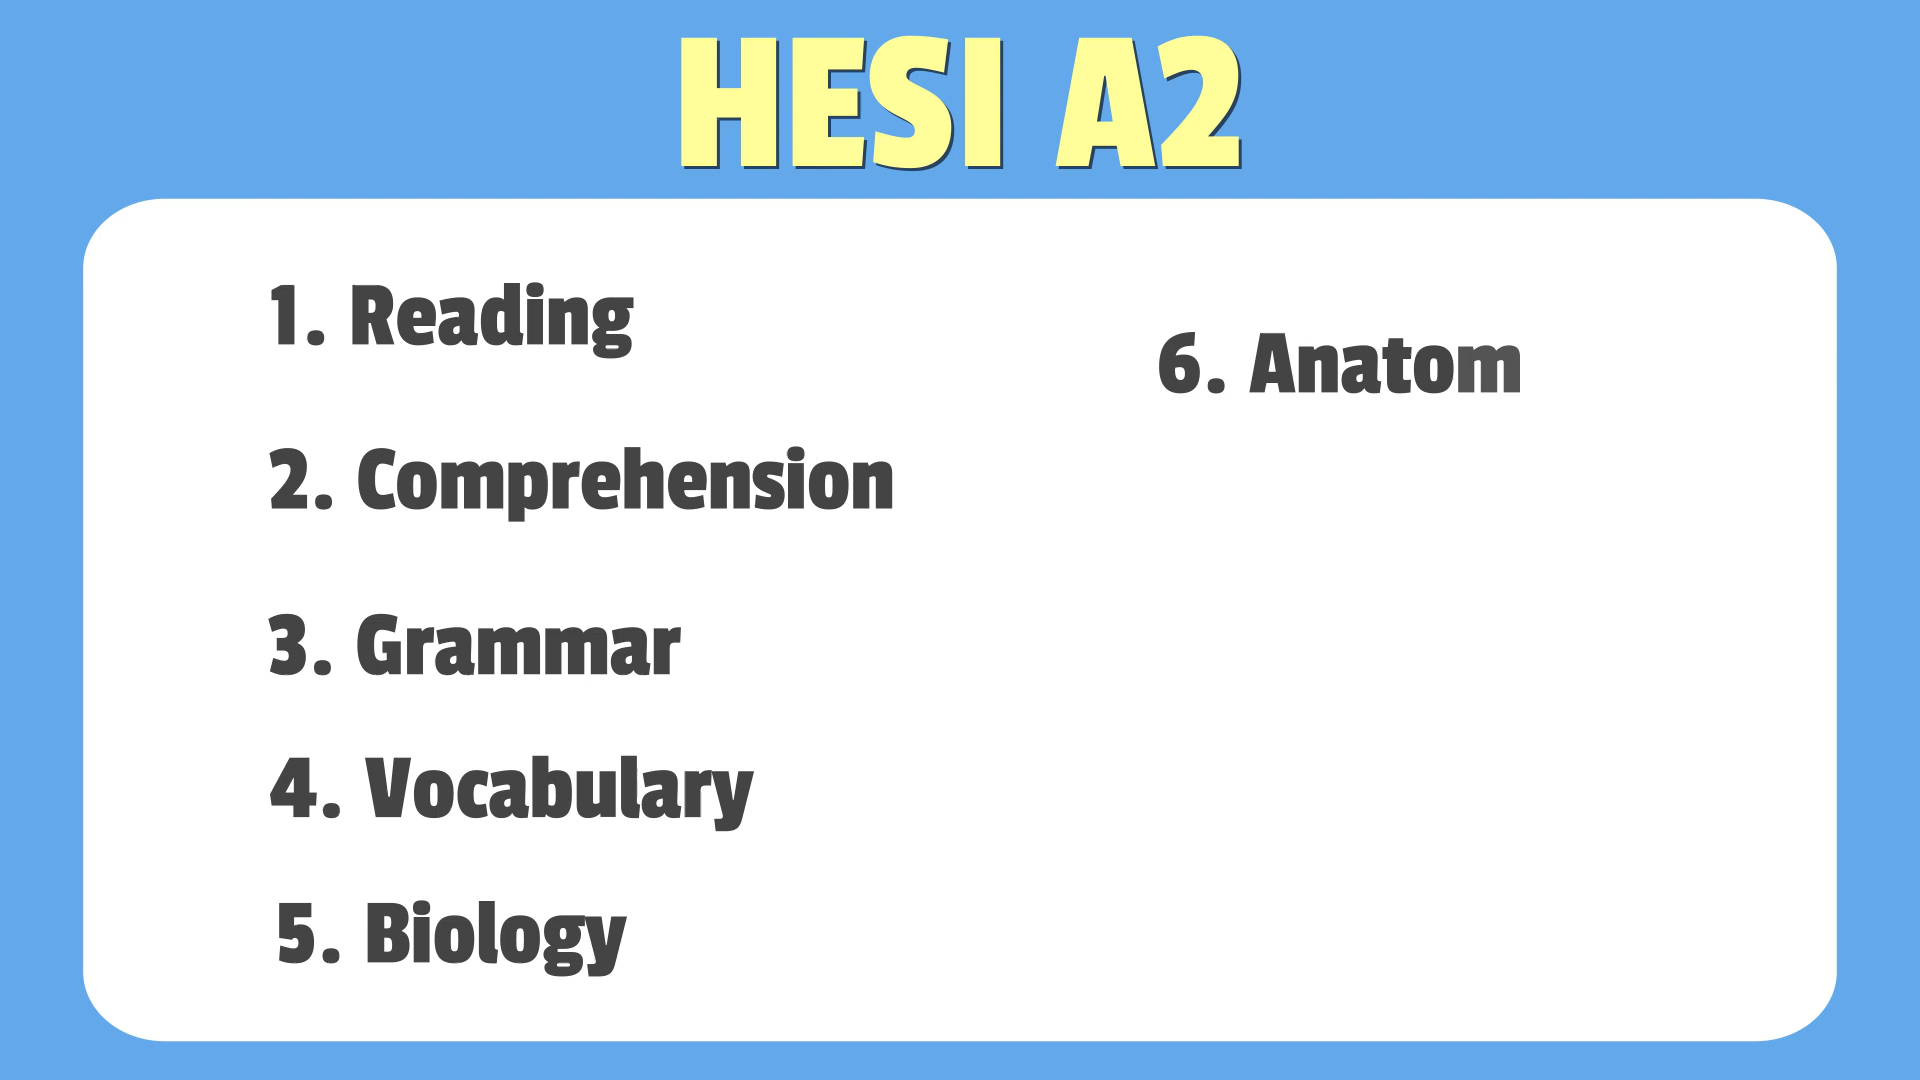 HESI A2
1. Reading
2. Comprehension
3. Grammar
4. Vocabulary
5. Biology
6. Anatom